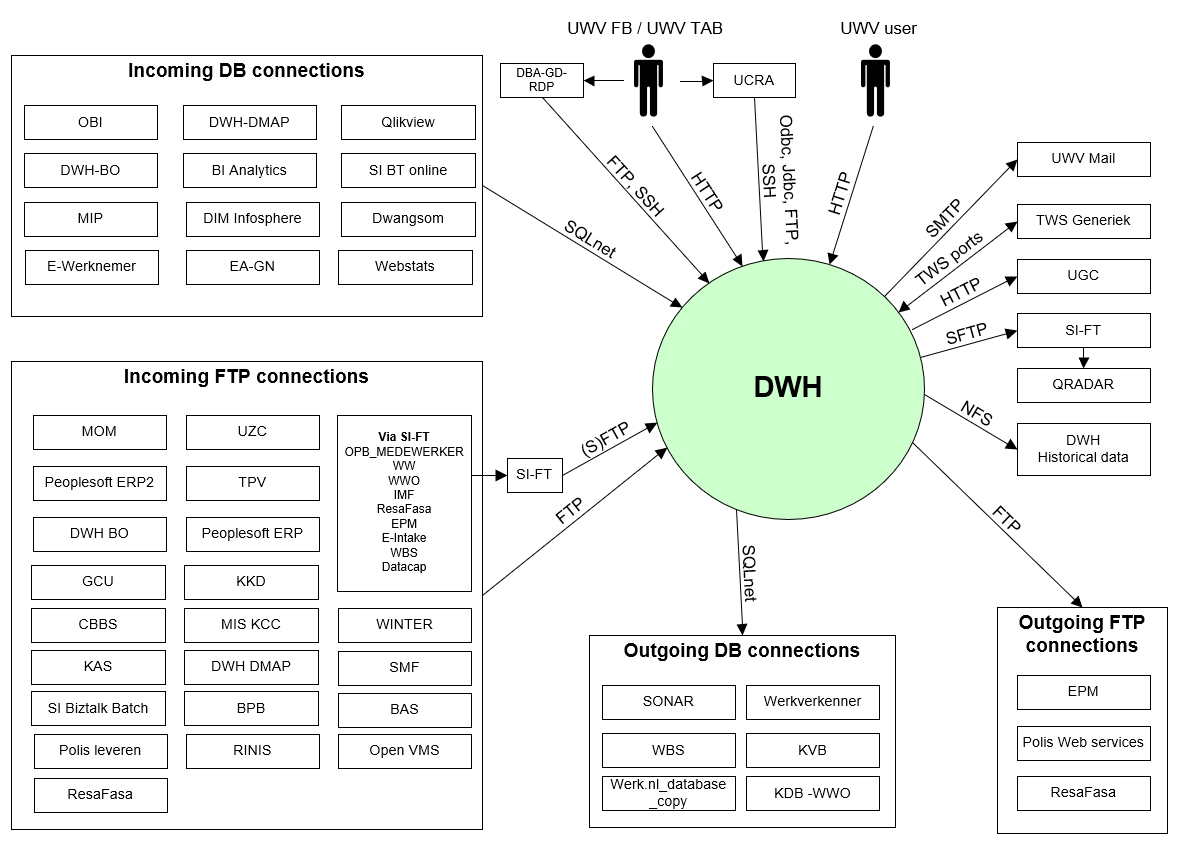 UWV FB / UWV TAB
UWV user
Incoming DB connections
OBI
DWH-DMAP
Qlikview
DWH-BO
BI Analytics
SI BT online
MIP
DIM Infosphere
Dwangsom
E-Werknemer
EA-GN
Webstats
DBA-GD-
RDP
UCRA
FTP, SSH
HTTP
Odbc, Jdbc, FTP,
SSH
HTTP
SQLnet
DWH
SMTP
TWS ports
HTTP
SFTP
NFS
FTP
UWV Mail
TWS Generiek
UGC
SI-FT
QRADAR
DWH
Historical data
Incoming FTP connections
MOM
UZC
Peoplesoft ERP2
TPV
DWH BO
Peoplesoft ERP
Via SI-FT
OPB_MEDEWERKER
WW
WWO
IMF
ResaFasa
EPM
E-Intake
WBS
Datacap
GCU
KKD
CBBS
MIS KCC
WINTER
KAS
DWH DMAP
SMF
SI Biztalk Batch
BPB
BAS
Polis leveren
RINIS
Open VMS
ResaFasa
SI-FT
(S)FTP
FTP
SQLnet
Outgoing DB connections
SONAR
Werkverkenner
WBS
KVB
Werk.nl_database
_copy
KDB -WWO
Outgoing FTP
connections
EPM
Polis Web services
ResaFasa